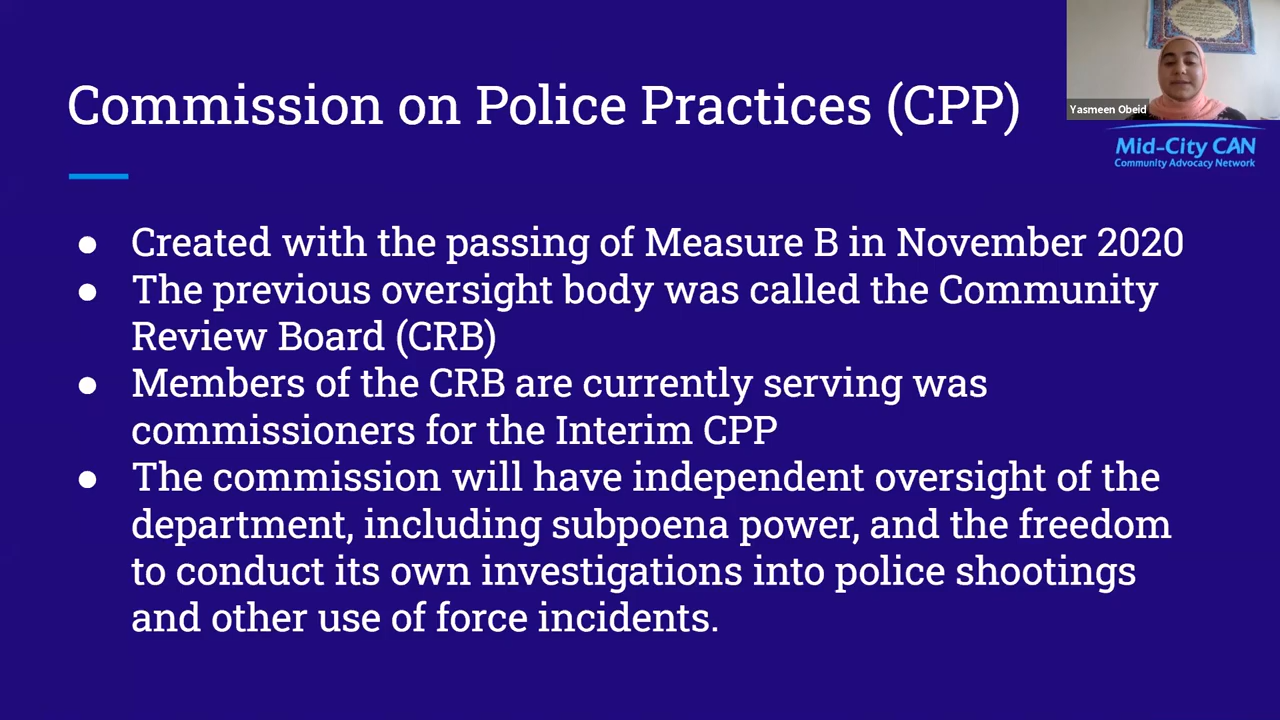 Commission on Police Practices (CPP)
Yasmeen Obeid
Mid-City CAN
Community Advocacy Network
● Created with the passing of Measure B in November 2020
● The previous oversight body was called the Community
Review Board (CRB)
● Members of the CRB are currently serving was
commissioners for the Interim CPP
● The commission will have independent oversight of the
department, including subpoena power, and the freedom
to conduct its own investigations into police shootings
and other use of force incidents.